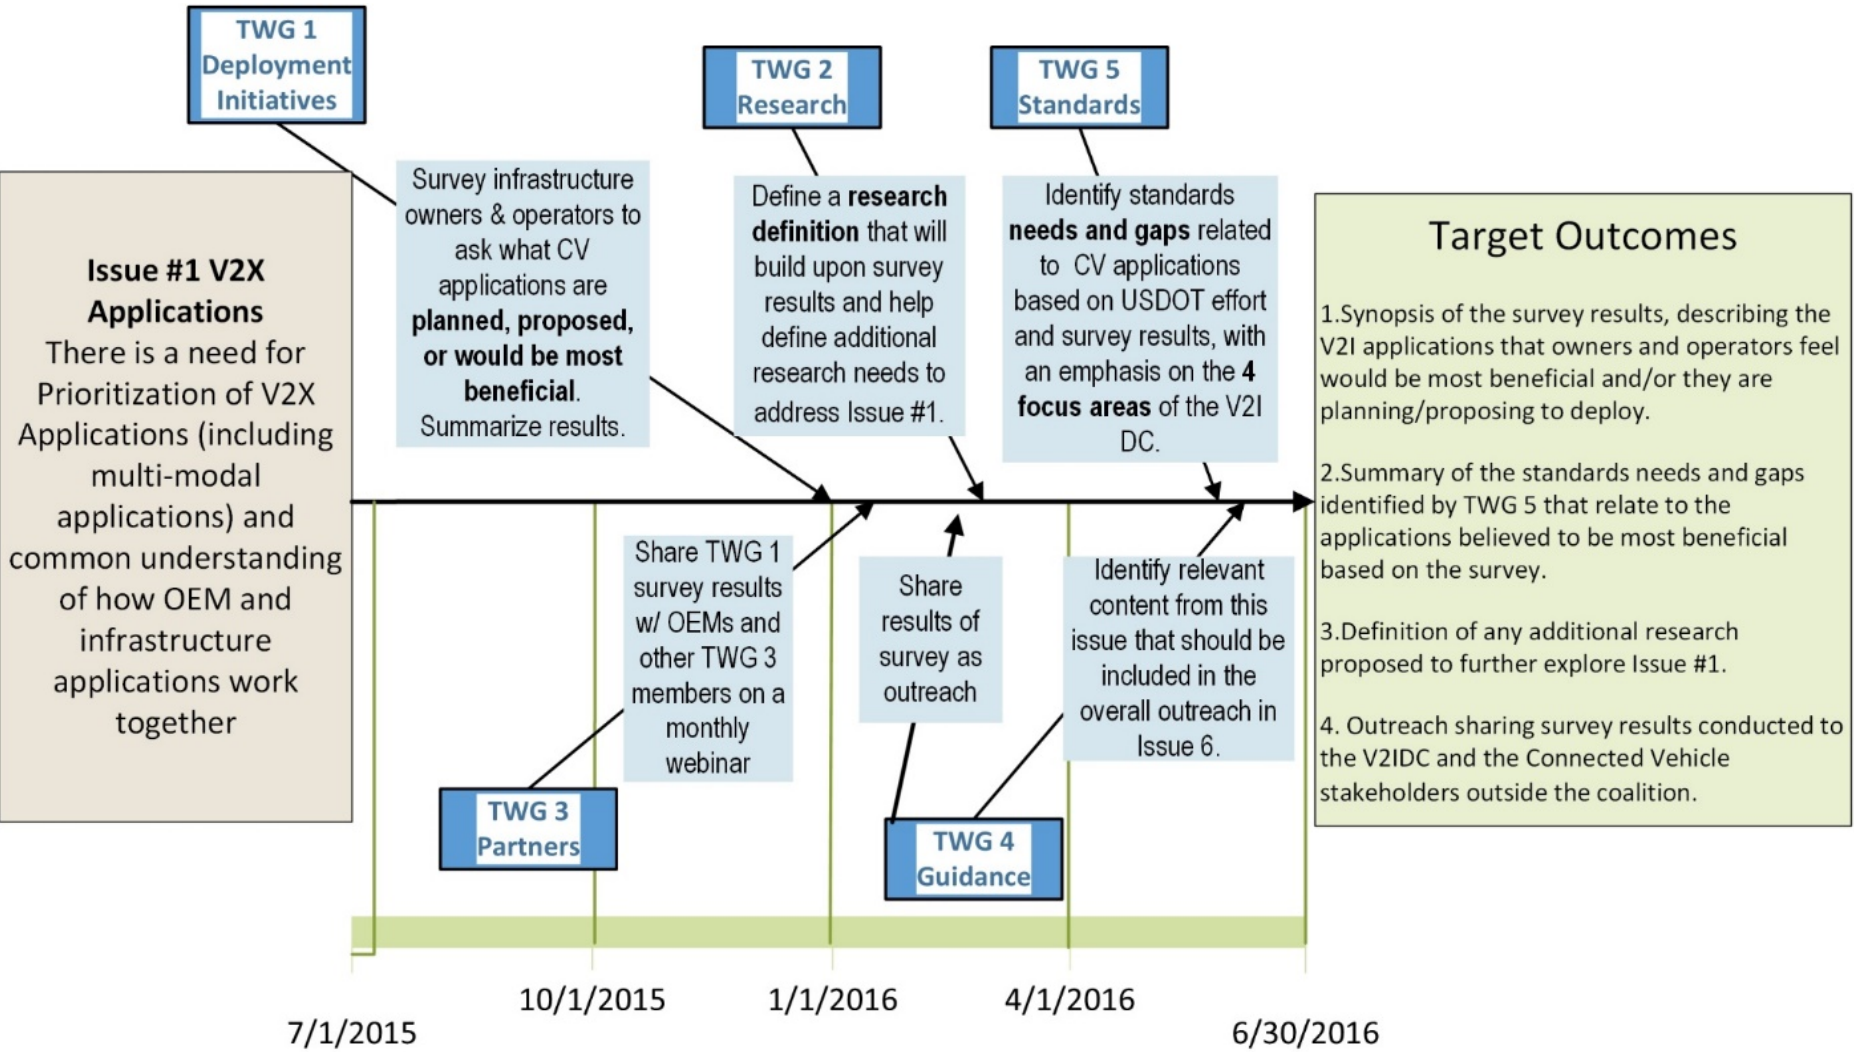 TWG 1
Deployment
Initiatives
TWG 2
Research
TWG 5
Standards
Issue #1 V2X
Applications
There is a need for
Prioritization of V2X
Applications (including
multi-modal
applications) and
common understanding
of how OEM and
infrastructure
applications work
together
Survey infrastructure
owners & operators to
ask what CV
applications are
planned, proposed,
or would be most
beneficial.
Summarize results.
Define a research
definition that will
build upon survey
results and help
define additional
research needs to
address Issue #1.
Identify standards
needs and gaps related
to CV applications
based on USDOT effort
and survey results, with
an emphasis on the 4
focus areas of the V2I
DC.
Share TWG 1
survey results
w/ OEMs and
other TWG 3
members on a
monthly
webinar
Share
results of
survey as
outreach
Identify relevant
content from this
issue that should be
included in the
overall outreach in
Issue 6.
TWG 3
Partners
TWG 4
Guidance
Target Outcomes
1.Synopsis of the survey results, describing the
V2I applications that owners and operators feel
would be most beneficial and/or they are
planning/proposing to deploy.
2.Summary of the standards needs and gaps
identified by TWG 5 that relate to the
applications believed to be most beneficial
based on the survey.
3.Definition of any additional research
proposed to further explore Issue #1.
4. Outreach sharing survey results conducted to
the V2IDC and the Connected Vehicle
stakeholders outside the coalition.
7/1/2015
10/1/2015
1/1/2016
4/1/2016
6/30/2016